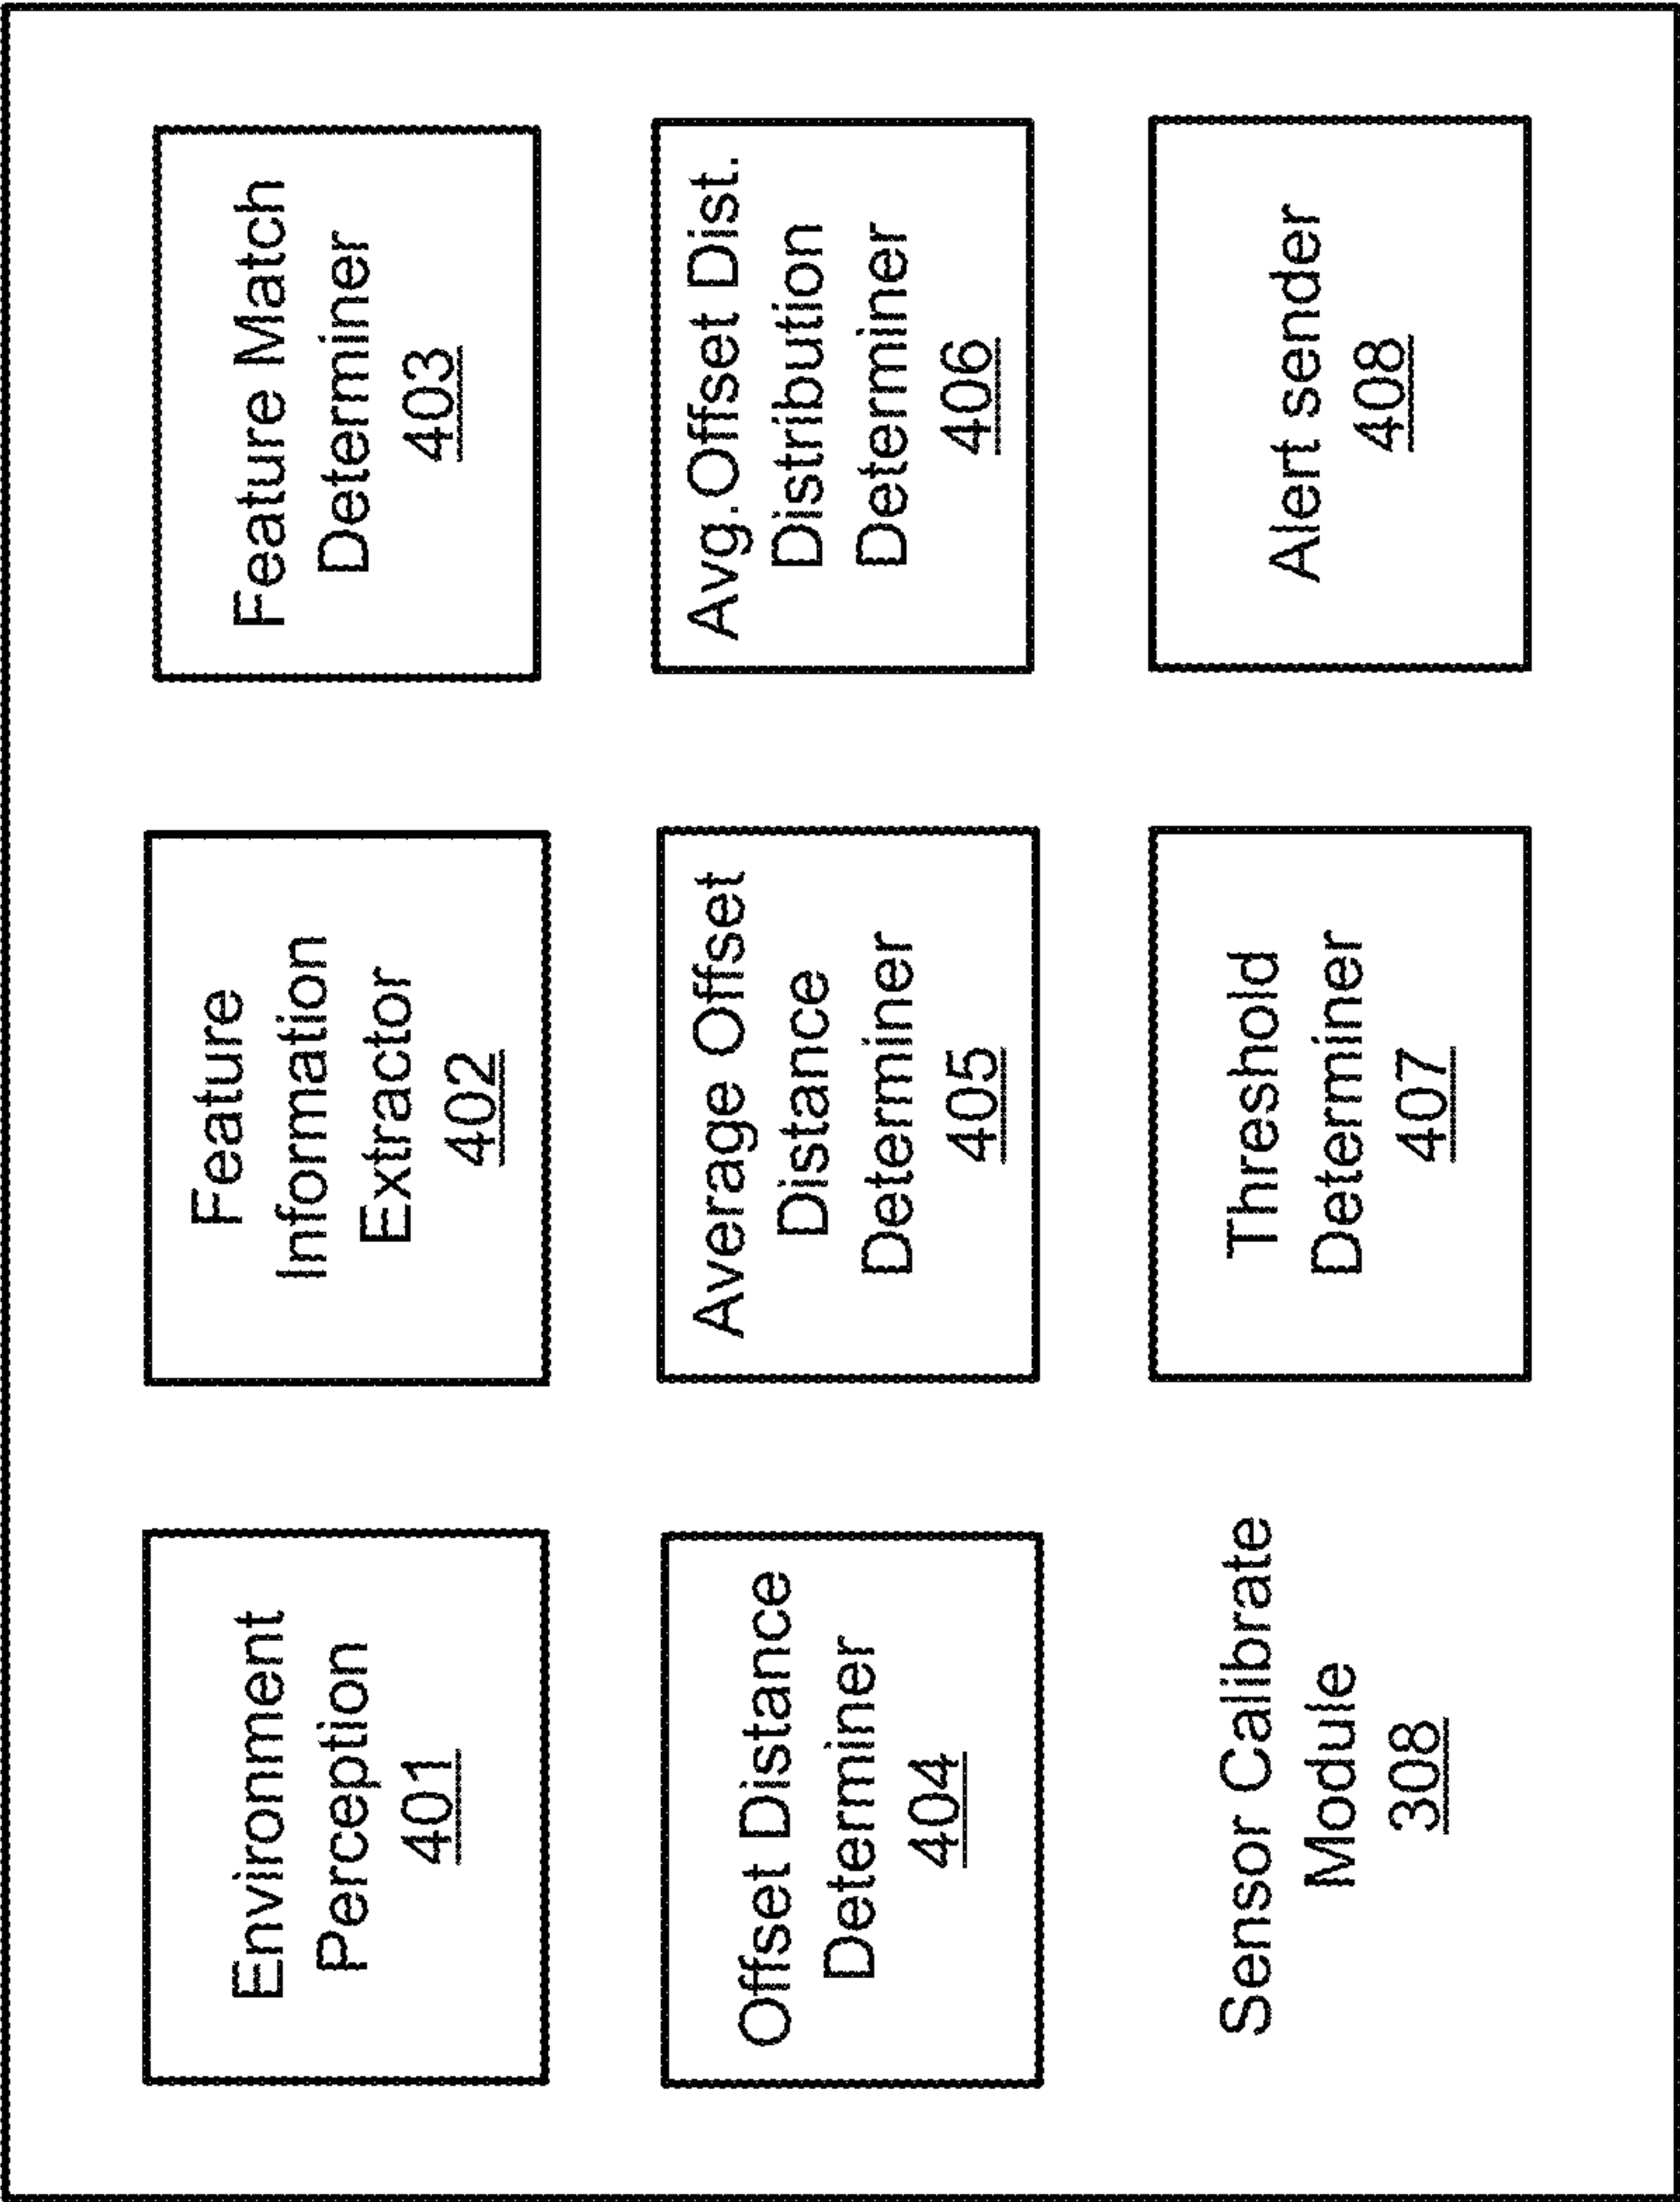 Environment
Perception
401
Feature
Information
Extractor
402
Feature Match
Determiner
403
Offset Distance
Determiner
404
Average Offset
Distance
Determiner
405
Avg.Offset Dist.
Distribution
Determiner
406
Sensor Calibrate
Module
308
Threshold
Determiner
407
Alert sender
408